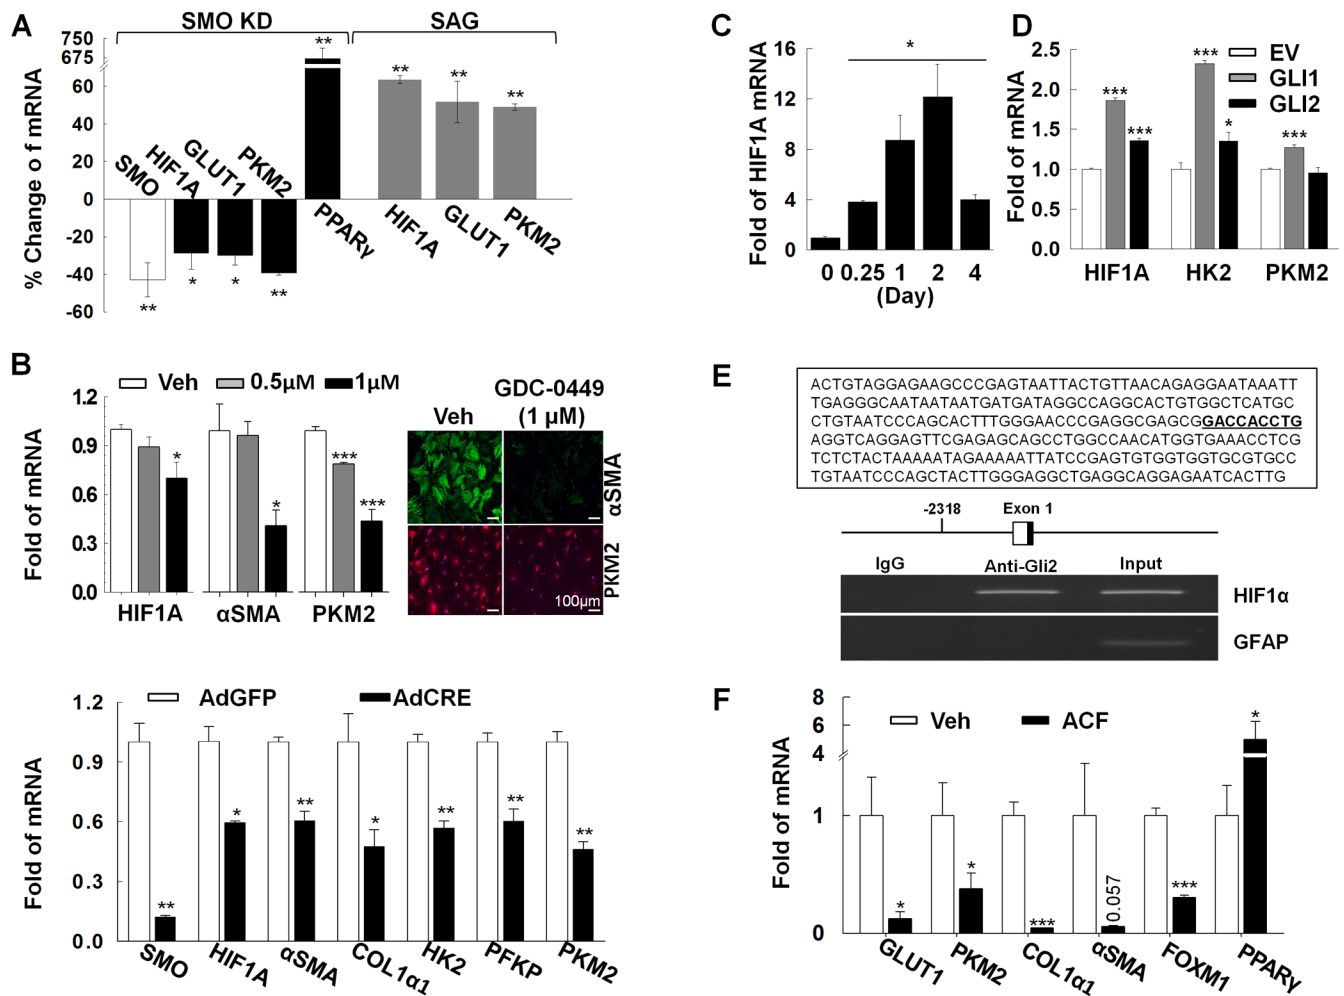 A
SMO KD
SAG
% Change o f mRNA
750
675
60
40
20
0
-20
-40
-60
SMO
HIF1A
GLUT1
PKM2
PPARγ
HIF1A
GLUT1
PKM2
**
*
*
**
**
**
**
**
C
Fold of HIF1A mRNA
16
12
8
4
0
*
0 0.25 1 2 4
(Day)
D
Fold of mRNA
2.5
2.0
1.5
1.0
0.5
0.0
EV
GLI1
GLI2
***
***
***
*
***
HIF1A HK2 PKM2
B
Veh 0.5μM 1μM
Fold of mRNA
1.2
0.9
0.6
0.3
0.0
*
*
***
***
HIF1A αSMA PKM2
GDC-0449
Veh (1 μM)
αSMA
PKM2
100μm
AdGFP AdCRE
Fold of mRNA
1.2
0.9
0.6
0.3
0.0
**
*
**
*
**
**
**
SMO HIF1A αSMA COL1α1 HK2 PFKP PKM2
E
ACTGTAGGAGAAGCCCGAGTAATTACTGTTAACAGAGGAATAAATT
TGAGGGCAATAATAATGATGATAGGCCAGGCACTGTGGCTCATGC
CTGTAATCCCAGCACTTTGGGAACCCGAGGCGAGCGGACCACCTG
AGGTCAGGAGTTCGAGAGCAGCCTGGCCAACATGGTGAAACCTCG
TCTCTACTAAAAATAGAAAAATTATCCGAGTGTGGTGGTGCGTGCC
TGTAATCCCAGCTACTTGGGAGGCTGAGGCAGGAGAATCACTTG
-2318 Exon 1
IgG Anti-Gli2 Input
HIF1α
GFAP
F
Veh ACF
Fold of mRNA
8
6
4
1
0
*
*
***
0.057
***
*
GLUT1 PKM2 COL1α1 αSMA FOXM1 PPARγ